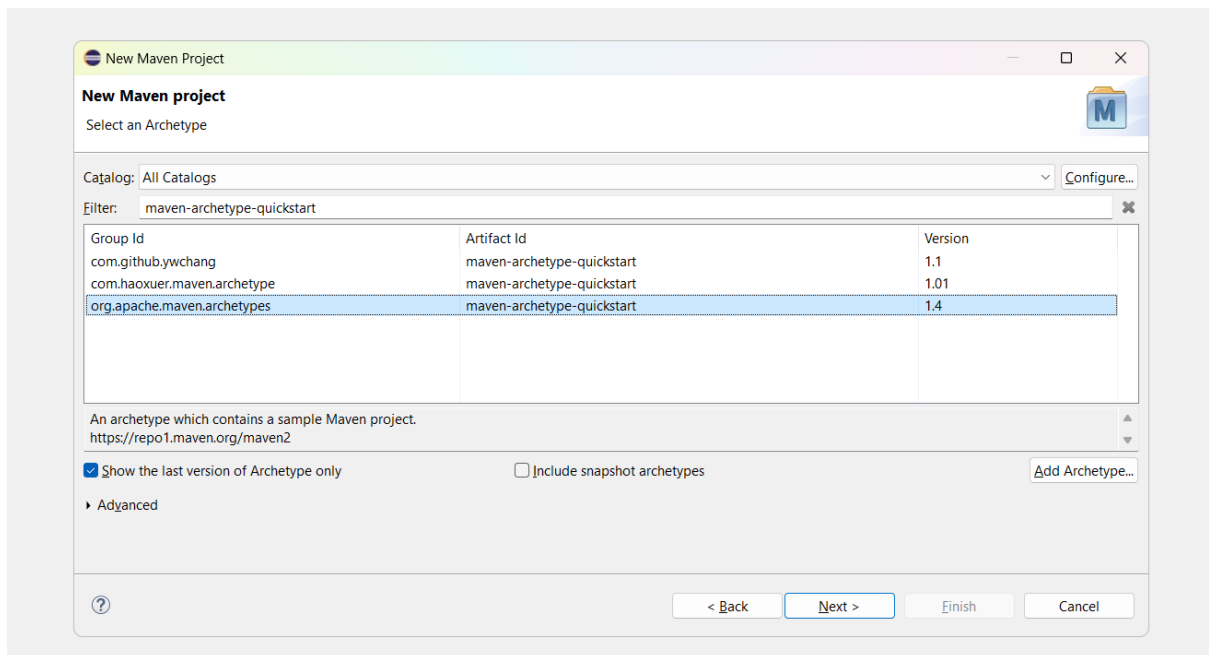 New Maven Project
New Maven project
Select an Archetype
M
Catalog: All Catalogs Configure...
Filter: maven-archetype-quickstart
Group Id Artifact Id Version
com.github.ywchang maven-archetype-quickstart 1.1
com.haoxuer.maven.archetype maven-archetype-quickstart 1.01
org.apache.maven.archetypes maven-archetype-quickstart 1.4
An archetype which contains a sample Maven project.
https://repo1.maven.org/maven2
Show the last version of Archetype only Include snapshot archetypes Add Archetype...
Advanced
? < Back Next > Finish Cancel